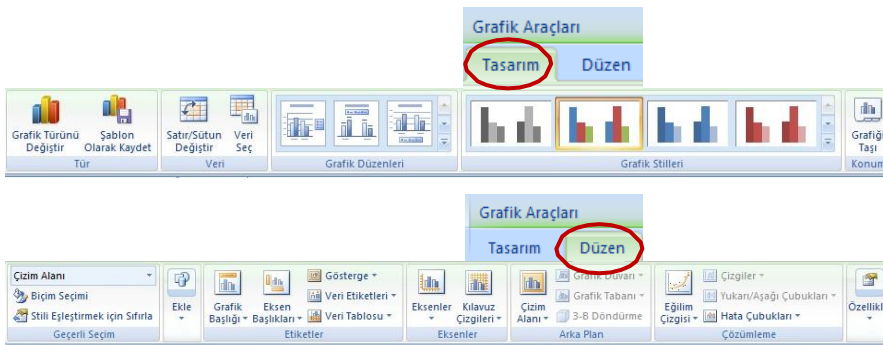 Grafik Araçları
Tasarım Düzen
Grafik Türünü Değiştir
Şablon Olarak Kaydet
Satır/Sütun Değiştir
Veri Seç
Grafiği Taşı
Tür Veri Grafik Düzenleri Grafik Stilleri Konum
Grafik Araçları
Tasarım Düzen
Çizim Alanı
Biçim Seçimi
Stili Eşleştirmek için Sıfırla
Ekle
Grafik Başlığı
Eksen Başlıkları
Gösterge
Veri Etiketleri
Veri Tablosu
Eksenler
Kılavuz Çizgileri
Çizim Alanı
Grafik Duvarı
Grafik Tabanı
3-B Döndürme
Eğilim Çizgisi
Çizgiler
Yukarı/Aşağı Çubukları
Hata Çubukları
Özellikl
Geçerli Seçim Etiketler Eksenler Arka Plan Çözümleme